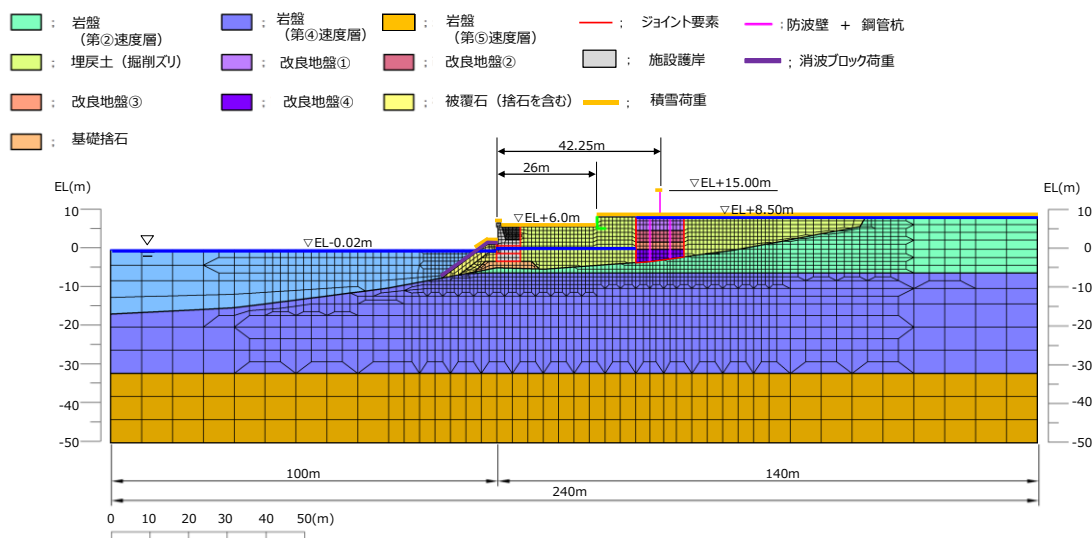 ; 岩盤
(第②速度層)
; 岩盤
(第④速度層)
; 岩盤
(第⑤速度層)
; ジョイント要素
; 防波壁 + 鋼管杭
; 埋戻土(掘削ズリ)
; 改良地盤①
; 改良地盤②
; 施設護岸
; 消波ブロック荷重
; 改良地盤③
; 改良地盤④
; 被覆石(捨石を含む)
; 積雪荷重
; 基礎捨石
42.25m
26m
EL(m)
▽EL+15.00m
EL(m)
▽EL+6.0m
▽EL+8.50m
▽EL-0.02m
10
0
-10
-20
-30
-40
-50
10
0
-10
-20
-30
-40
-50
100m
140m
240m
0 10 20 30 40 50(m)